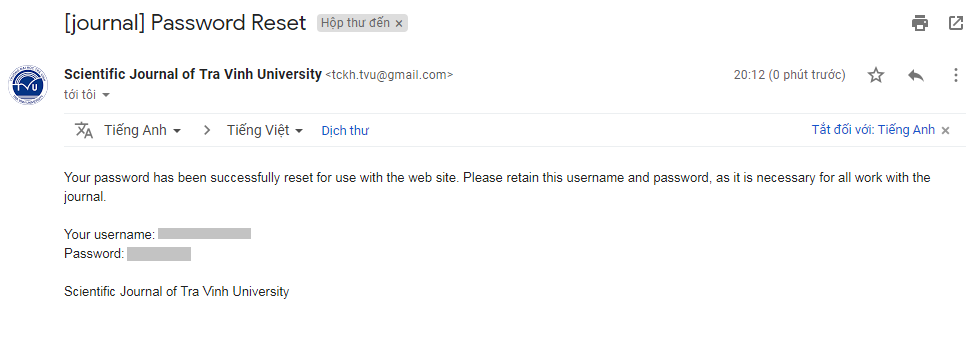 [journal] Password Reset Hộp thư đến ×
Scientific Journal of Tra Vinh University <tckh.tvu@gmail.com> 20:12 (0 phút trước)
tới tôi
Tiếng Anh > Tiếng Việt Dịch thư Tắt đối với: Tiếng Anh ×
Your password has been successfully reset for use with the web site. Please retain this username and password, as it is necessary for all work with the
journal.
Your username:
Password:
Scientific Journal of Tra Vinh University
TVU